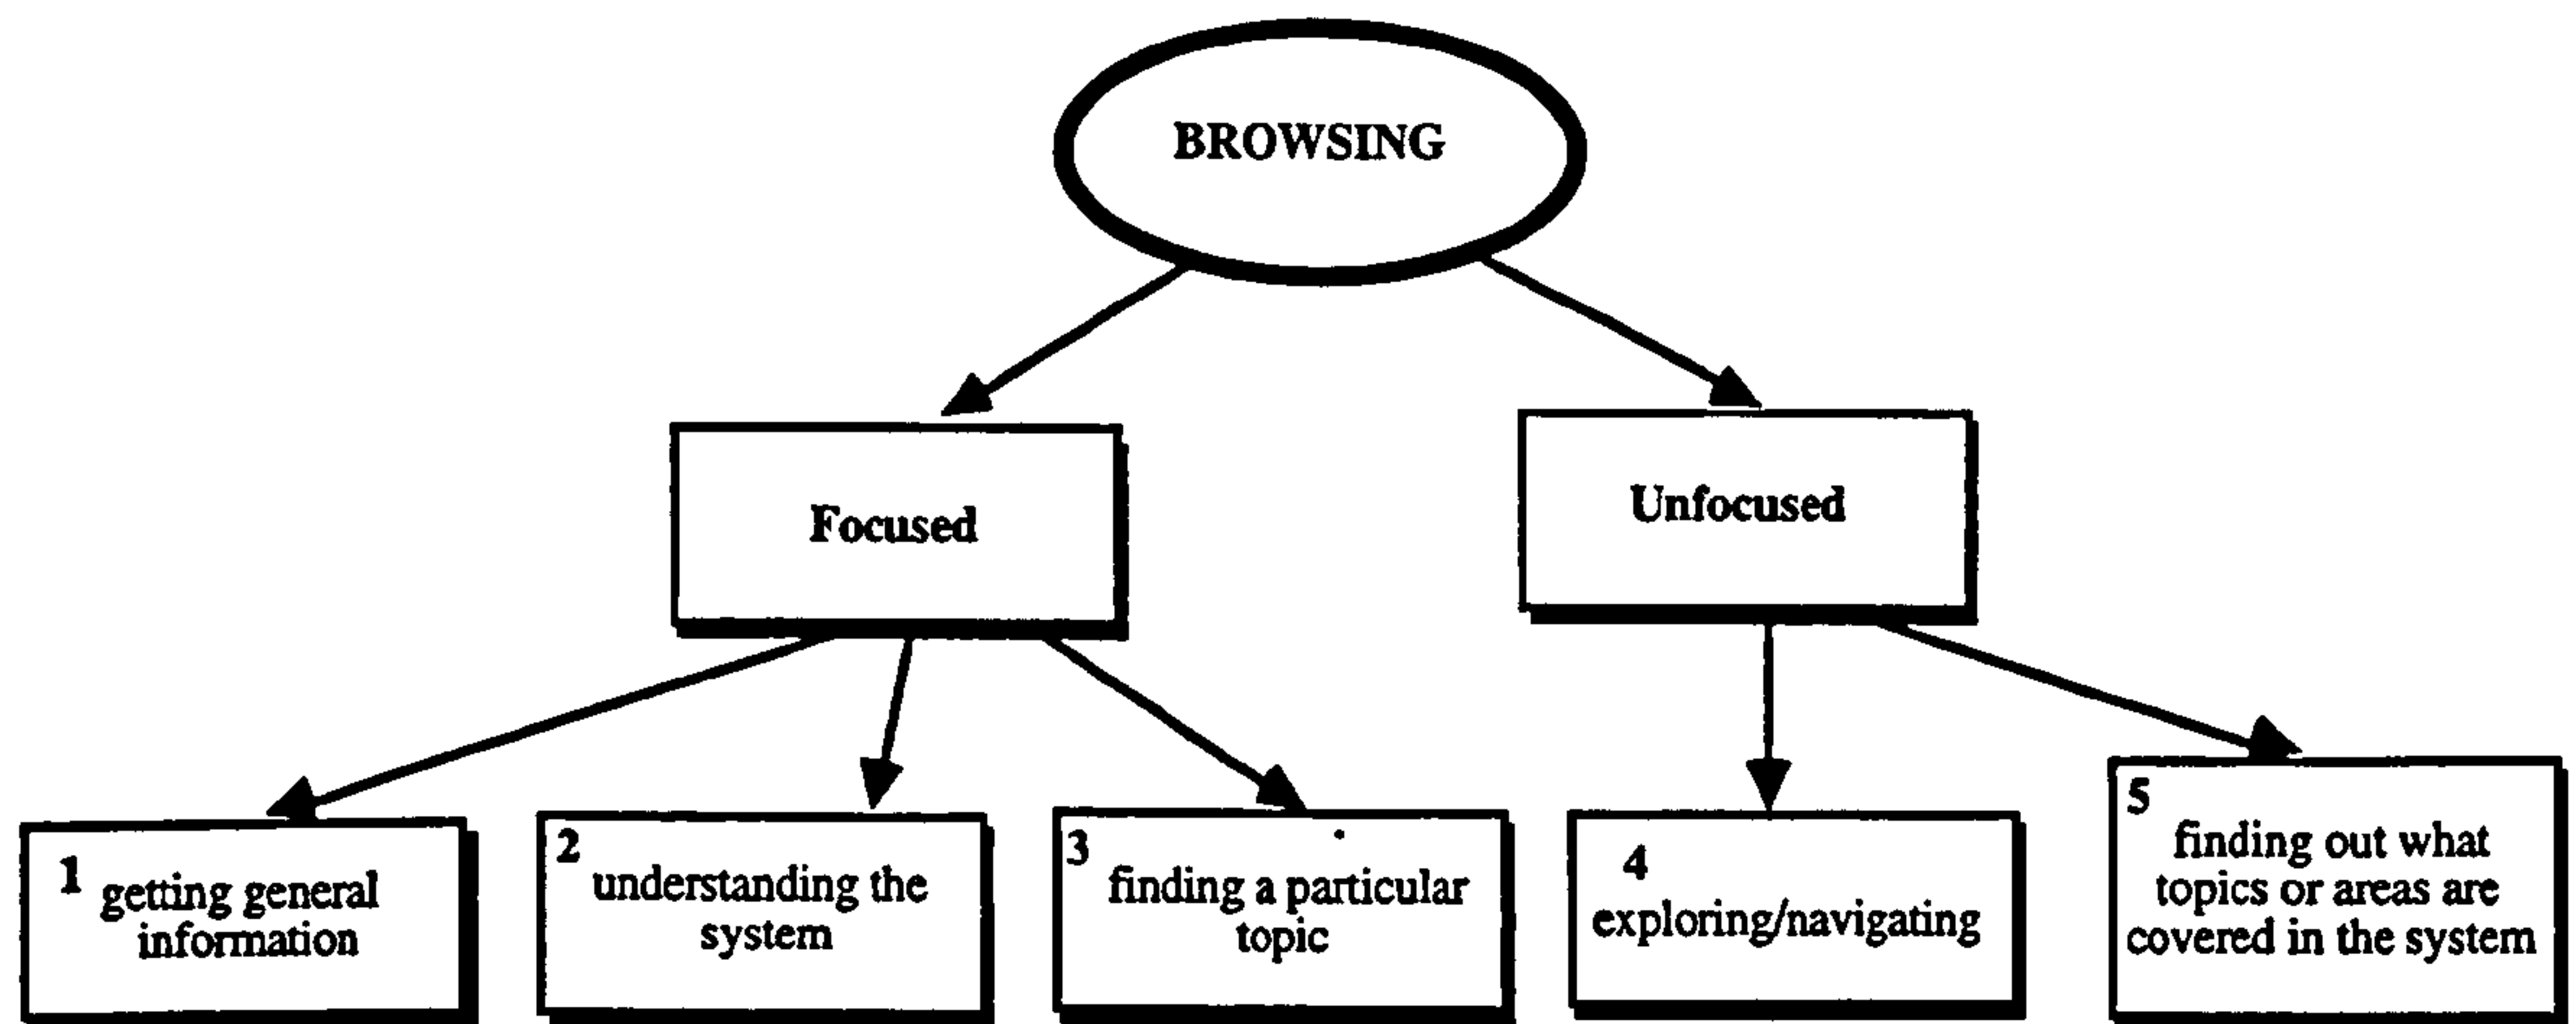 BROWSING
Focused
Unfocused
1
getting general
information
2
understanding the
system
3
finding a particular
topic
4
exploring/navigating
5
finding out what
topics or areas are
covered in the system